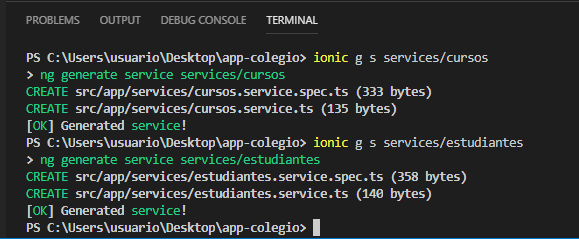 PROBLEMS OUTPUT DEBUG CONSOLE TERMINAL
PS C:\Users\usuario\Desktop\app-colegio> ionic g s services/cursos
> ng generate service services/cursos
CREATE src/app/services/cursos.service.spec.ts (333 bytes)
CREATE src/app/services/cursos.service.ts (135 bytes)
[OK] Generated service!
PS C:\Users\usuario\Desktop\app-colegio> ionic g s services/estudiantes
> ng generate service services/estudiantes
CREATE src/app/services/estudiantes.service.spec.ts (358 bytes)
CREATE src/app/services/estudiantes.service.ts (140 bytes)
[OK] Generated service!
PS C:\Users\usuario\Desktop\app-colegio>